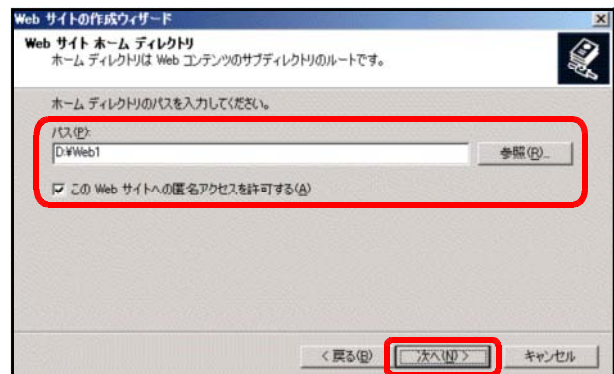 Web サイトの作成ウィザード
Web サイト ホーム ディレクトリ
ホーム ディレクトリは Web コンテンツのサブディレクトリのルートです。
ホーム ディレクトリのパスを入力してください。
パス(P):
D:¥Web1
参照(R)...
この Web サイトへの匿名アクセスを許可する(A)
< 戻る(B)
次へ(N) >
キャンセル